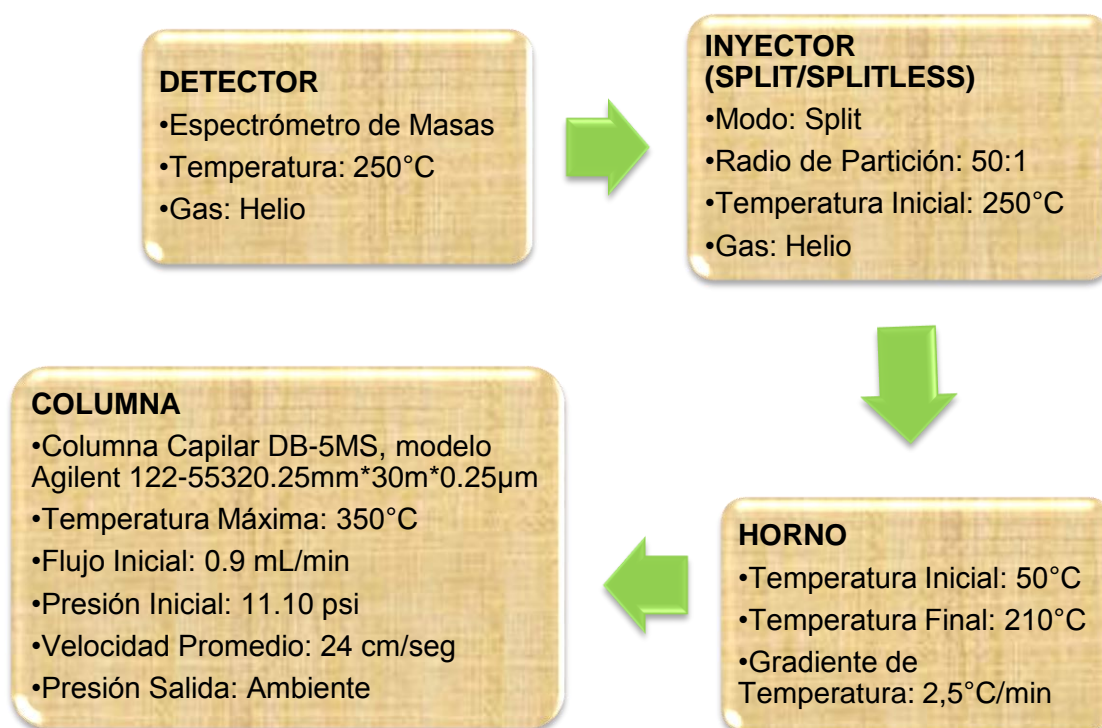 DETECTOR
•Espectrómetro de Masas
•Temperatura: 250°C
•Gas: Helio
INYECTOR
(SPLIT/SPLITLESS)
•Modo: Split
•Radio de Partición: 50:1
•Temperatura Inicial: 250°C
•Gas: Helio
HORNO
•Temperatura Inicial: 50°C
•Temperatura Final: 210°C
•Gradiente de
Temperatura: 2,5°C/min
COLUMNA
•Columna Capilar DB-5MS, modelo
Agilent 122-55320.25mm*30m*0.25µm
•Temperatura Máxima: 350°C
•Flujo Inicial: 0.9 mL/min
•Presión Inicial: 11.10 psi
•Velocidad Promedio: 24 cm/seg
•Presión Salida: Ambiente